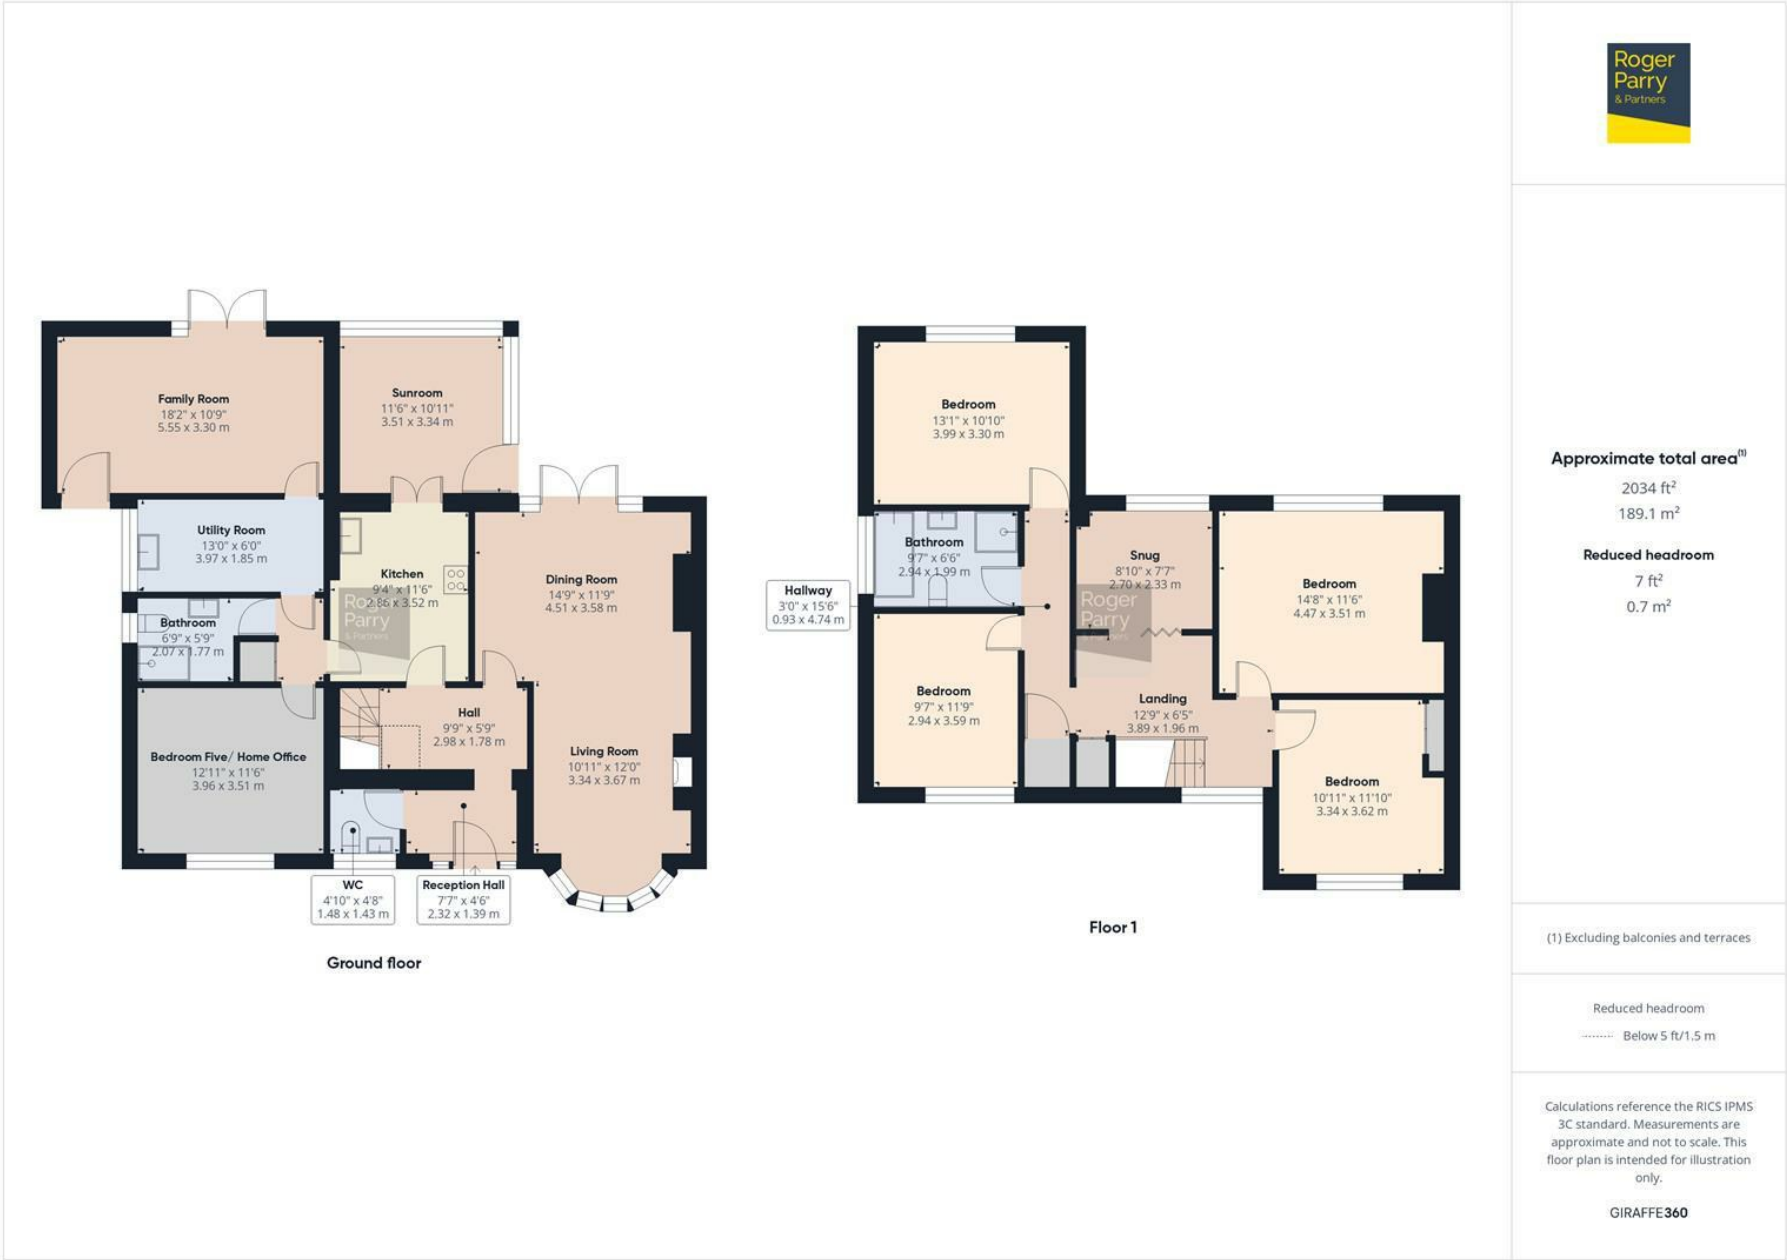 Roger
Parry
& Partners
Approximate total area(1)
2034 ft²
189.1 m²
Reduced headroom
7 ft²
0.7 m²
(1) Excluding balconies and terraces
Reduced headroom
Below 5 ft/1.5 m
Calculations reference the RICS IPMS
3C standard. Measurements are
approximate and not to scale. This
floor plan is intended for illustration
only.
GIRAFFE360
Family Room
18'2" x 10'9"
5.55 x 3.30 m
Sunroom
11'6" x 10'11"
3.51 x 3.34 m
Utility Room
13'0" x 6'0"
3.97 x 1.85 m
Kitchen
9'4" x 11'6"
2.86 x 3.52 m
Roger
Parry
& Partners
Dining Room
14'9" x 11'9"
4.51 x 3.58 m
Bathroom
6'9" x 5'9"
2.07 x 1.77 m
Hall
9'9" x 5'9"
2.98 x 1.78 m
Living Room
10'11" x 12'0"
3.34 x 3.67 m
Bedroom Five/ Home Office
12'11" x 11'6"
3.96 x 3.51 m
WC
4'10" x 4'8"
1.48 x 1.43 m
Reception Hall
7'7" x 4'6"
2.32 x 1.39 m
Ground floor
Bedroom
13'1" x 10'10"
3.99 x 3.30 m
Bathroom
9'7" x 6'6"
2.94 x 1.99 m
Hallway
3'0" x 15'6"
0.93 x 4.74 m
Snug
8'10" x 7'7"
2.70 x 2.33 m
Roger
Parry
& Partners
Bedroom
14'8" x 11'6"
4.47 x 3.51 m
Bedroom
9'7" x 11'9"
2.94 x 3.59 m
Landing
12'9" x 6'5"
3.89 x 1.96 m
Bedroom
10'11" x 11'10"
3.34 x 3.62 m
Floor 1